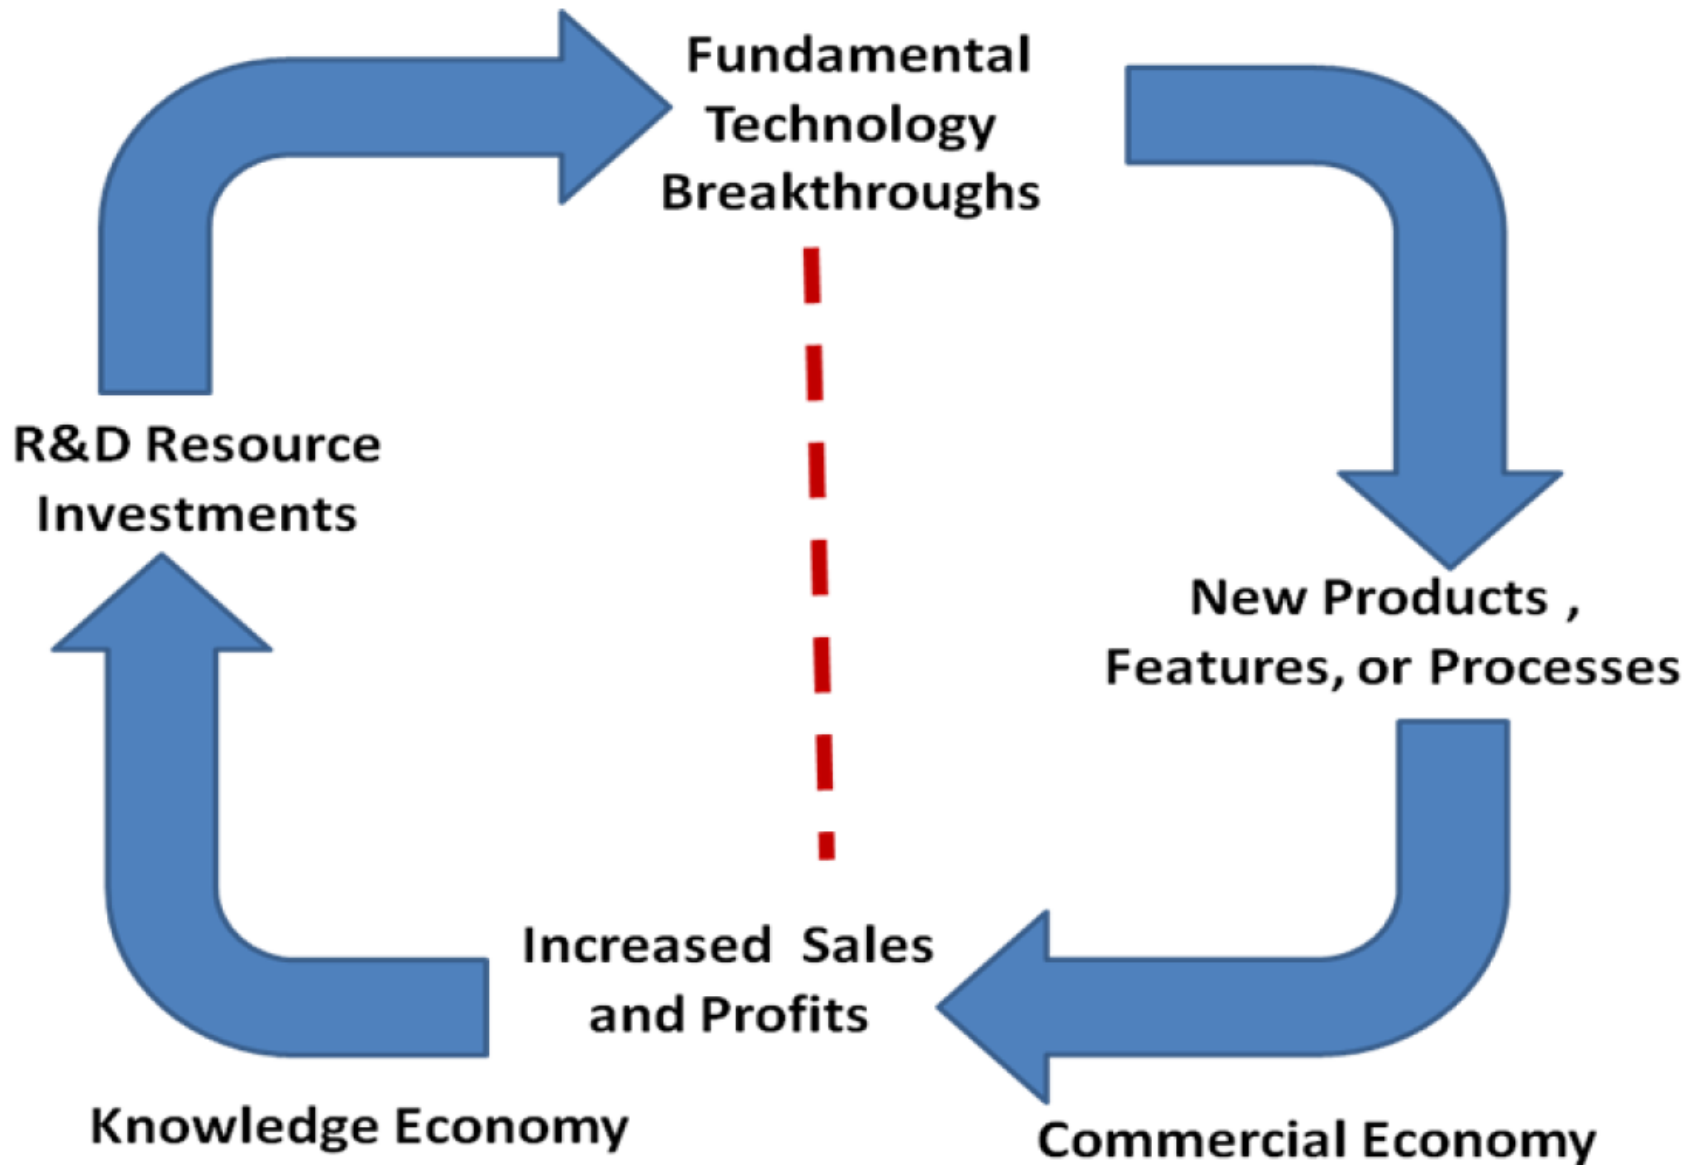 Fundamental
Technology
Breakthroughs
R&D Resource
Investments
New Products ,
Features, or Processes
Increased Sales
and Profits
Knowledge Economy
Commercial Economy